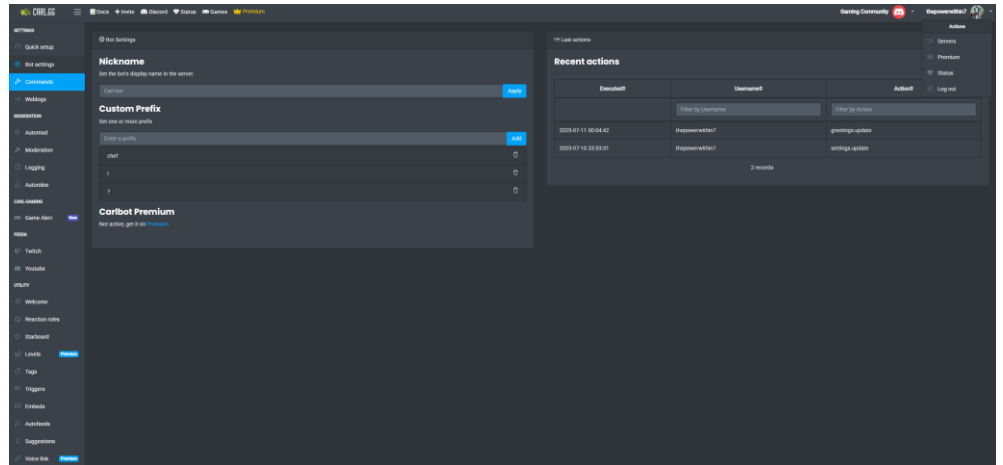 CARL.GG
Docs
Invite
Discord
Status
Games
Premium
Gaming Community
thepowerwithin7
SETTINGS
Quick setup
Bot settings
Commands
Weblogs
MODERATION
Automod
Moderation
Logging
Autoroles
CARL-GAMING
Game Alert New
FEEDS
Twitch
Youtube
UTILITY
Welcome
Reaction roles
Starboard
Levels Premium
Tags
Triggers
Embeds
Autofeeds
Suggestions
Voice link Premium
Bot Settings
Nickname
Set the bot's display name in the server.
Carl-bot
Apply
Custom Prefix
Set one or more prefix
Enter a prefix
Add
chef
!
?
Carlbot Premium
Not active, get it on Premium
Last actions
Recent actions
Executed Username Action
Filter by Username Filter by Action
2023-07-11 00:04:42 thepowerwithin7 greetings.update
2023-07-10 23:53:31 thepowerwithin7 settings.update
2 records
Actions
Servers
Premium
Status
Log out